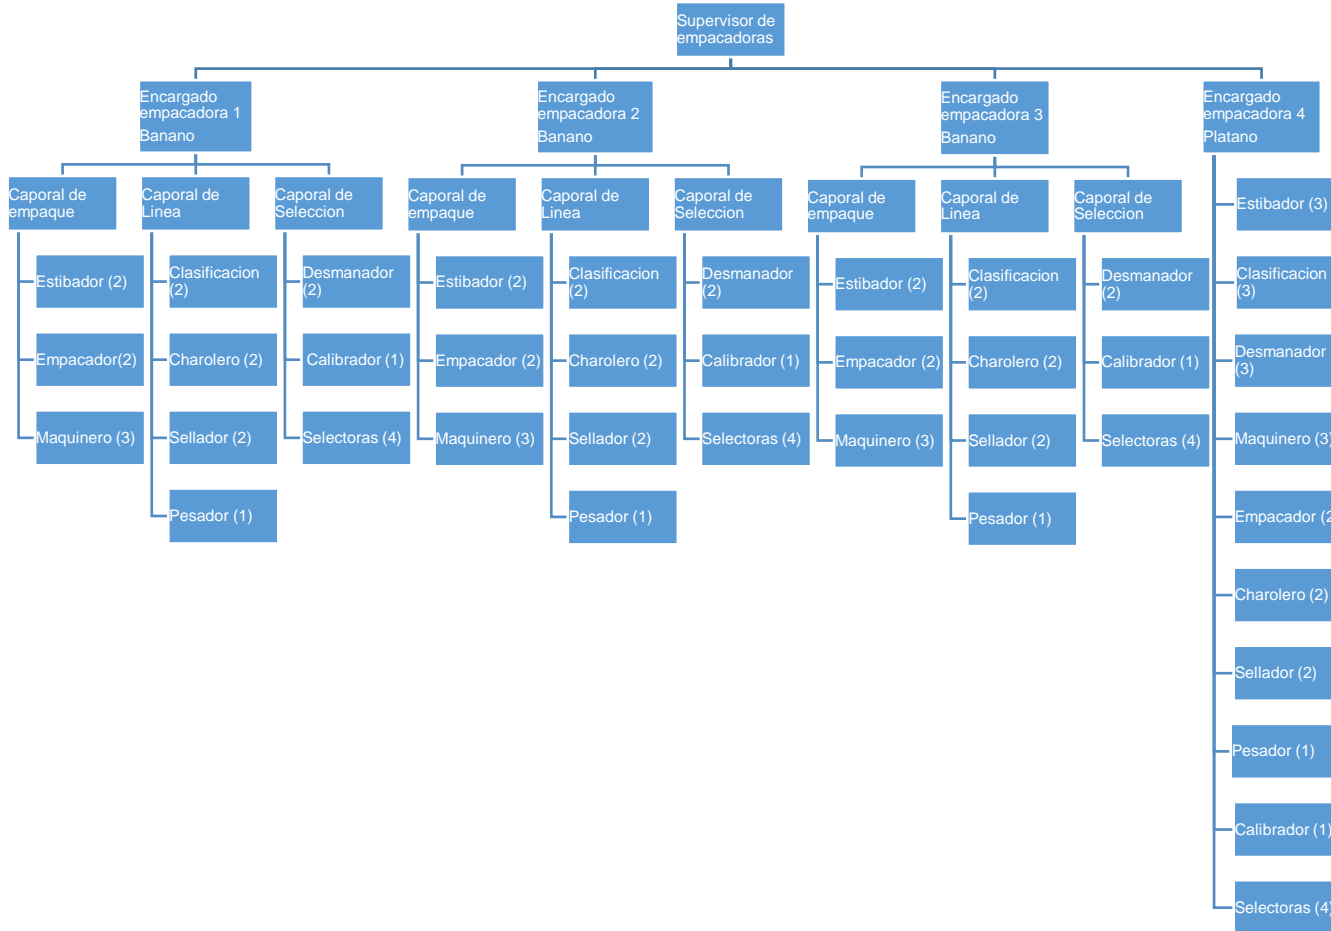 Supervisor de
empacadoras
Encargado
empacadora 1
Banano
Caporal de
empaque
Estibador (2)
Empacador(2)
Maquinero (3)
Caporal de
Linea
Clasificacion
(2)
Charolero (2)
Sellador (2)
Pesador (1)
Caporal de
Seleccion
Desmanador
(2)
Calibrador (1)
Selectoras (4)
Encargado
empacadora 2
Banano
Caporal de
empaque
Estibador (2)
Empacador (2)
Maquinero (3)
Caporal de
Linea
Clasificacion
(2)
Charolero (2)
Sellador (2)
Pesador (1)
Caporal de
Seleccion
Desmanador
(2)
Calibrador (1)
Selectoras (4)
Encargado
empacadora 3
Banano
Caporal de
empaque
Estibador (2)
Empacador (2)
Maquinero (3)
Caporal de
Linea
Clasificacion
(2)
Charolero (2)
Sellador (2)
Pesador (1)
Caporal de
Seleccion
Desmanador
(2)
Calibrador (1)
Selectoras (4)
Encargado
empacadora 4
Platano
Estibador (3)
Clasificacion
(3)
Desmanador
(3)
Maquinero (3)
Empacador (2
Charolero (2)
Sellador (2)
Pesador (1)
Calibrador (1)
Selectoras (4)